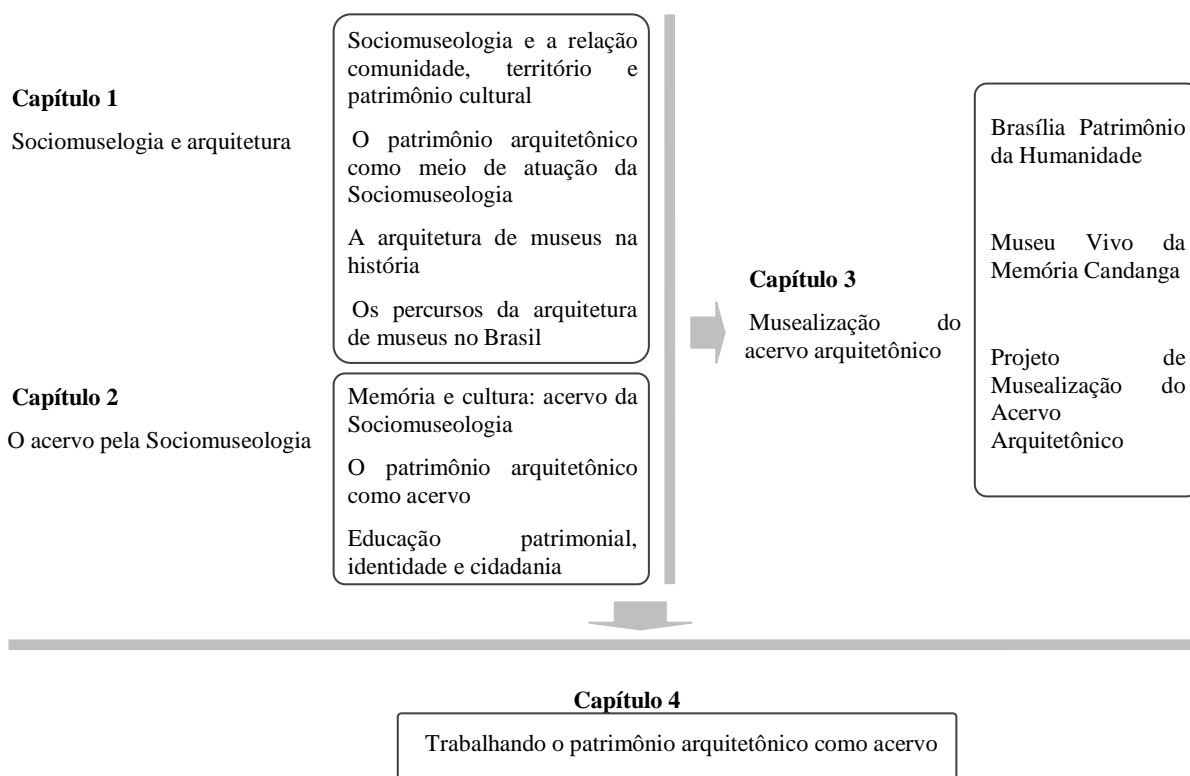 Capítulo 1
Sociomuselogia e arquitetura
Sociomuseologia e a relação
comunidade, território e
patrimônio cultural
O patrimônio arquitetônico
como meio de atuação da
Sociomuseologia
A arquitetura de museus na
história
Os percursos da arquitetura
de museus no Brasil
Capítulo 2
O acervo pela Sociomuseologia
Memória e cultura: acervo da
Sociomuseologia
O patrimônio arquitetônico
como acervo
Educação patrimonial,
identidade e cidadania
Capítulo 3
Musealização do
acervo arquitetônico
Brasília Patrimônio
da Humanidade
Museu Vivo da
Memória Candanga
Projeto de
Musealização do
Acervo
Arquitetônico
Capítulo 4
Trabalhando o patrimônio arquitetônico como acervo